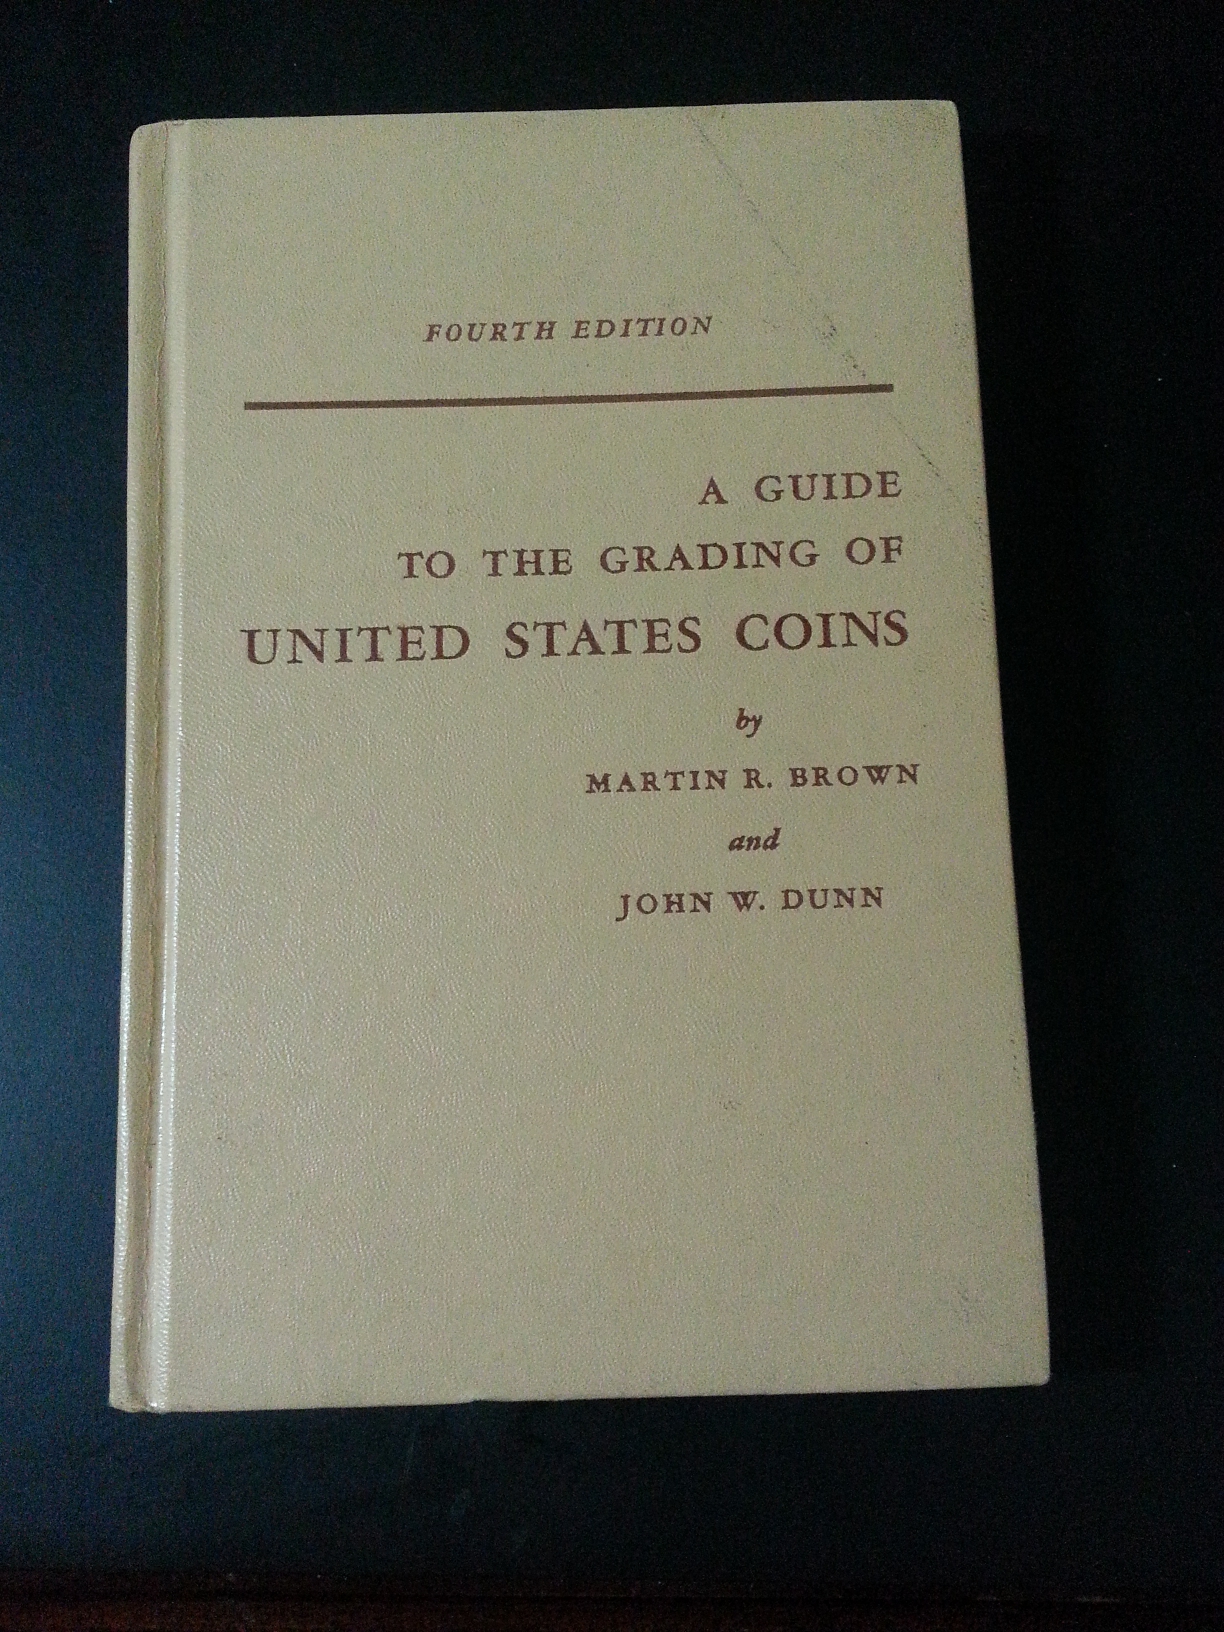 FOURTH EDITION
A GUIDE
TO THE GRADING OF
UNITED STATES COINS
by
MARTIN R. BROWN
and
JOHN W. DUNN